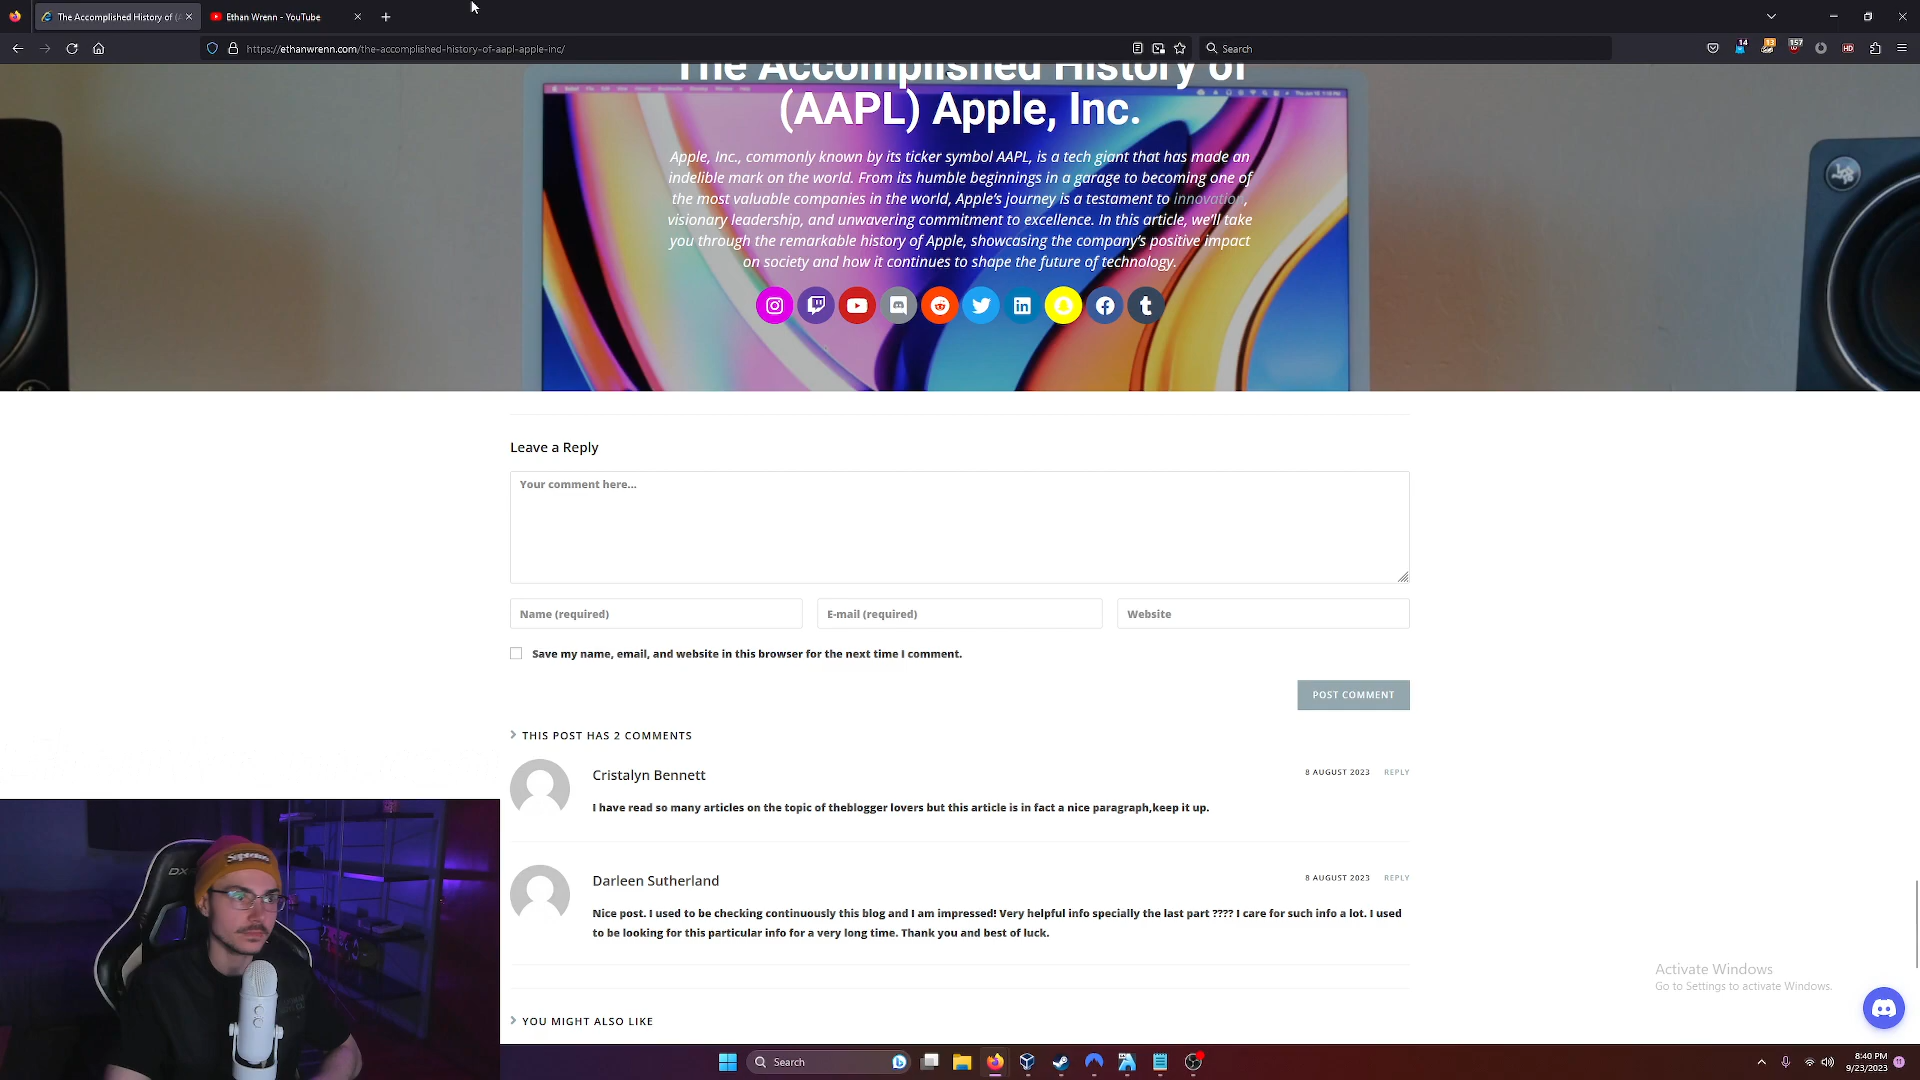 The Accomplished History of (A
Ethan Wrenn - YouTube
https://ethanwrenn.com/the-accomplished-history-of-aapl-apple-inc/
Search
14
13
157
HD
The Accomplished History of
(AAPL) Apple, Inc.
Apple, Inc., commonly known by its ticker symbol AAPL, is a tech giant that has made an
indelible mark on the world. From its humble beginnings in a garage to becoming one of
the most valuable companies in the world, Apple's journey is a testament to innovation,
visionary leadership, and unwavering commitment to excellence. In this article, we'll take
you through the remarkable history of Apple, showcasing the company's positive impact
on society and how it continues to shape the future of technology.
Leave a Reply
Your comment here...
Name (required)
E-mail (required)
Website
Save my name, email, and website in this browser for the next time I comment.
POST COMMENT
THIS POST HAS 2 COMMENTS
Cristalyn Bennett
8 AUGUST 2023 REPLY
I have read so many articles on the topic of theblogger lovers but this article is in fact a nice paragraph,keep it up.
Darleen Sutherland
8 AUGUST 2023 REPLY
Nice post. I used to be checking continuously this blog and I am impressed! Very helpful info specially the last part ???? I care for such info a lot. I used
to be looking for this particular info for a very long time. Thank you and best of luck.
YOU MIGHT ALSO LIKE
Activate Windows
Go to Settings to activate Windows.
Supreme
DX
Search
8:40 PM
9/23/2023